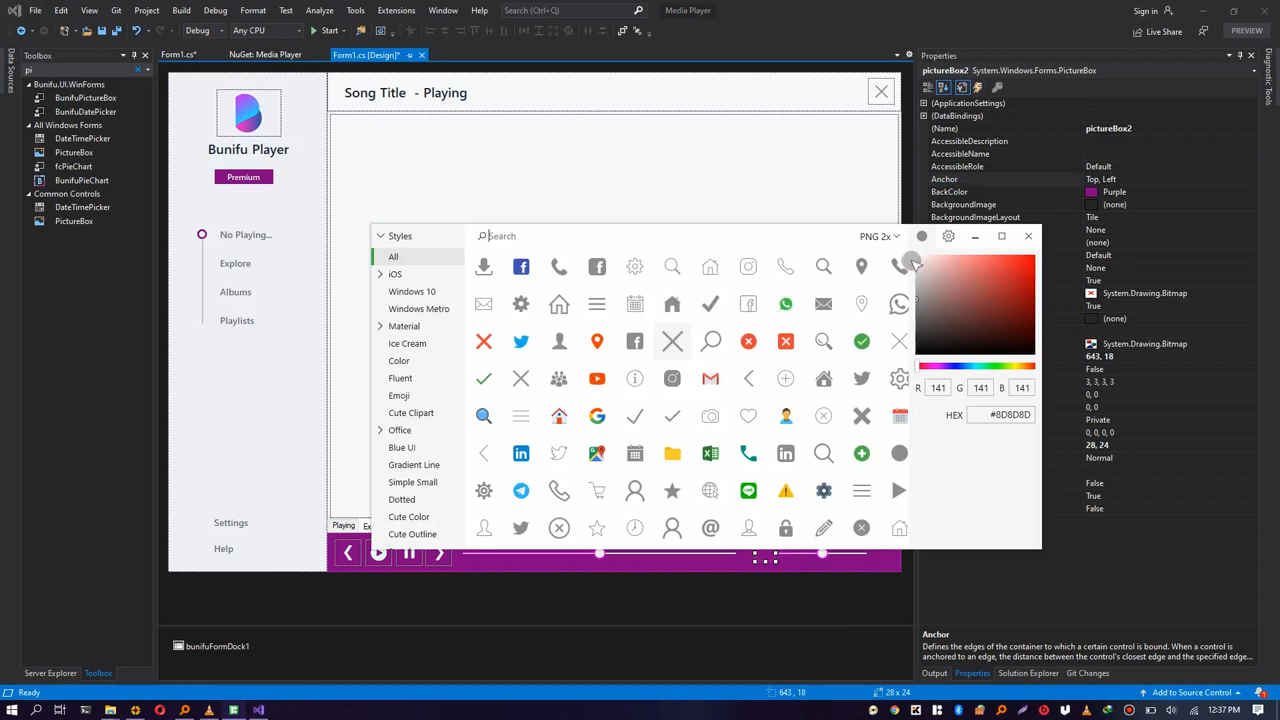 File Edit View Git Project Build Debug Format Test Analyze Tools Extensions Window Help Search (Ctrl+Q) Media Player Sign in
Debug Any CPU Start Live Share PREVIEW
Data Sources
Toolbox
pi
Bunifu.UI.WinForms
BunifuPictureBox
BunifuDatePicker
All Windows Forms
DateTimePicker
PictureBox
fcPieChart
BunifuPieChart
Common Controls
DateTimePicker
PictureBox
Form1.cs* NuGet: Media Player Form1.cs [Design]*
Bunifu Player
Premium
No Playing...
Explore
Albums
Playlists
Settings
Help
Song Title - Playing
Playing Ex
Styles
All
iOS
Windows 10
Windows Metro
Material
Ice Cream
Color
Fluent
Emoji
Cute Clipart
Office
Blue UI
Gradient Line
Simple Small
Dotted
Cute Color
Cute Outline
Search PNG 2x
R 141 G 141 B 141
HEX #8D8D8D
bunifuFormDock1
Properties
pictureBox2 System.Windows.Forms.PictureBox
(ApplicationSettings)
(DataBindings)
(Name) pictureBox2
AccessibleDescription
AccessibleName
AccessibleRole Default
Anchor Top, Left
BackColor Purple
BackgroundImage (none)
BackgroundImageLayout Tile
None
(none)
Default
None
True
System.Drawing.Bitmap
True
(none)
System.Drawing.Bitmap
643, 18
False
3, 3, 3, 3
0, 0
0, 0
Private
0, 0, 0, 0
28, 24
Normal
False
True
False
Anchor
Defines the edges of the container to which a certain control is bound. When a control is
anchored to an edge, the distance between the control's closest edge and the specified edge...
Diagnostic Tools
Server Explorer Toolbox Output Properties Solution Explorer Git Changes
Ready 643 , 18 28 x 24 Add to Source Control 1
12:37 PM